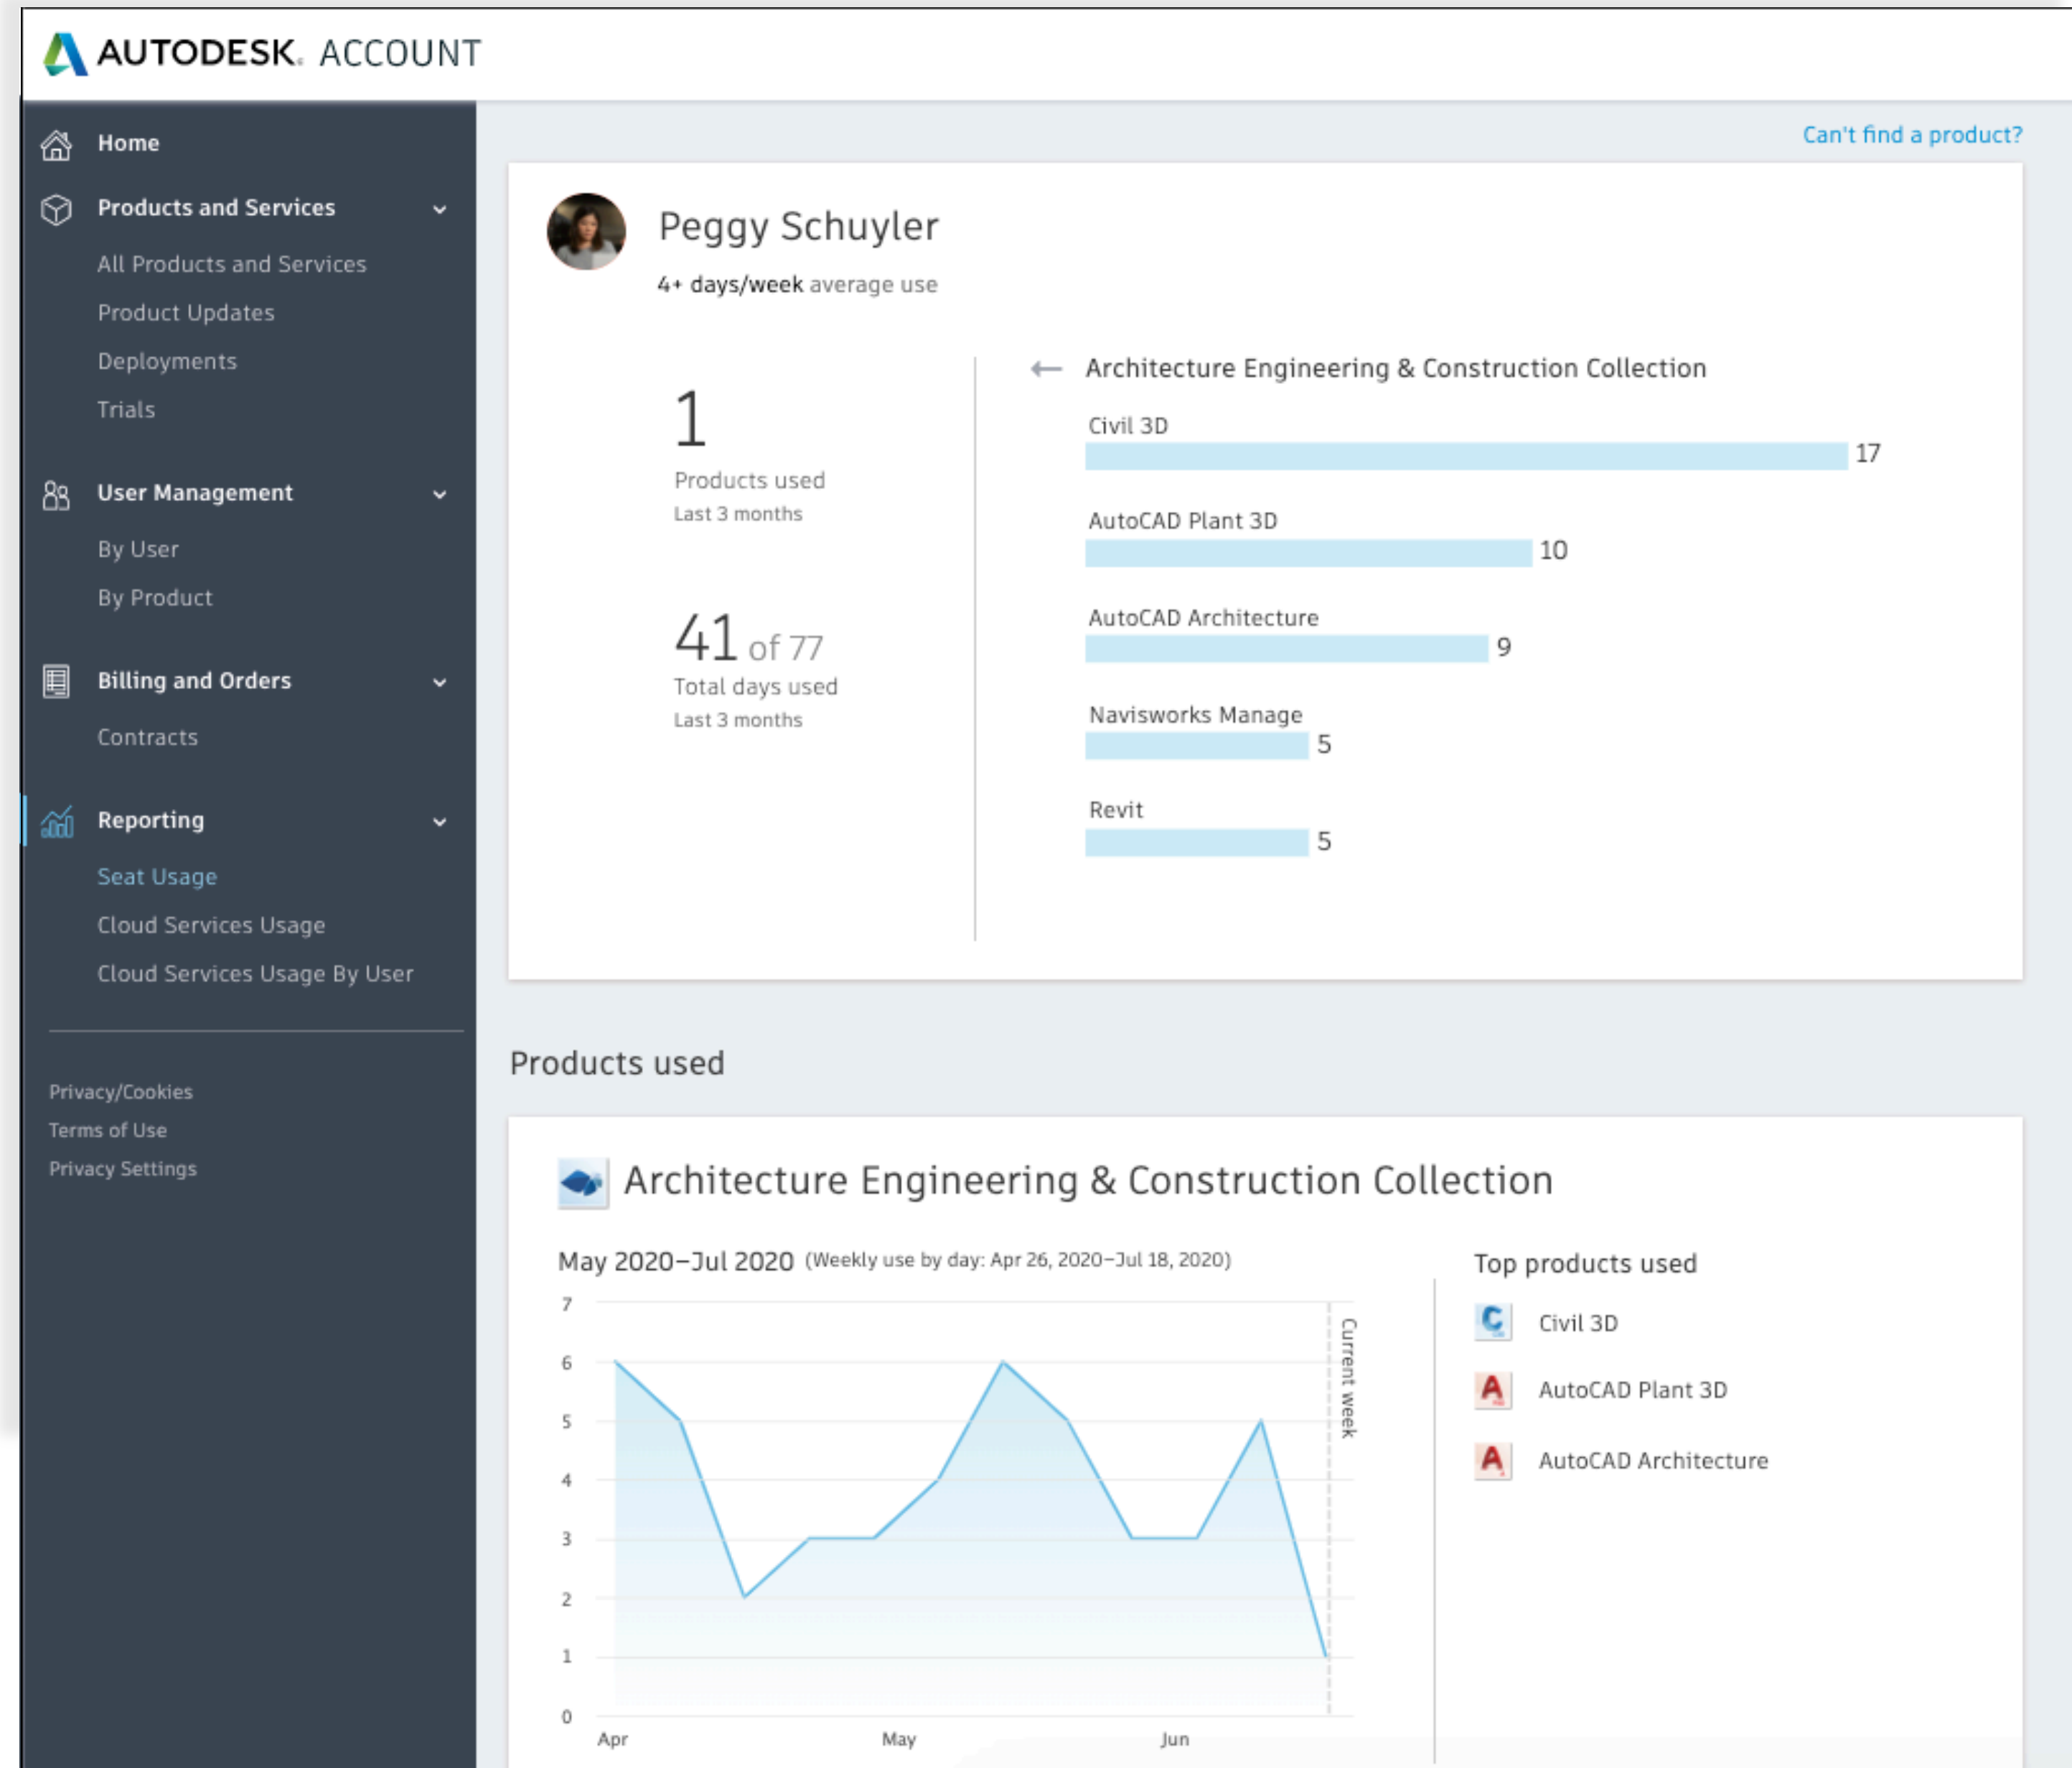 AUTODESK. ACCOUNT
Home
Products and Services
All Products and Services
Product Updates
Deployments
Trials
User Management
By User
By Product
Billing and Orders
Contracts
Reporting
Seat Usage
Cloud Services Usage
Cloud Services Usage By User
Privacy/Cookies
Terms of Use
Privacy Settings
Can't find a product?
Peggy Schuyler
4+ days/week average use
1
Products used
Last 3 months
41 of 77
Total days used
Last 3 months
Architecture Engineering & Construction Collection
Civil 3D
17
AutoCAD Plant 3D
10
AutoCAD Architecture
9
Navisworks Manage
5
Revit
5
Products used
Architecture Engineering & Construction Collection
May 2020–Jul 2020 (Weekly use by day: Apr 26, 2020–Jul 18, 2020)
7
6
5
4
3
2
1
0
Apr May Jun
Current week
Top products used
Civil 3D
AutoCAD Plant 3D
AutoCAD Architecture